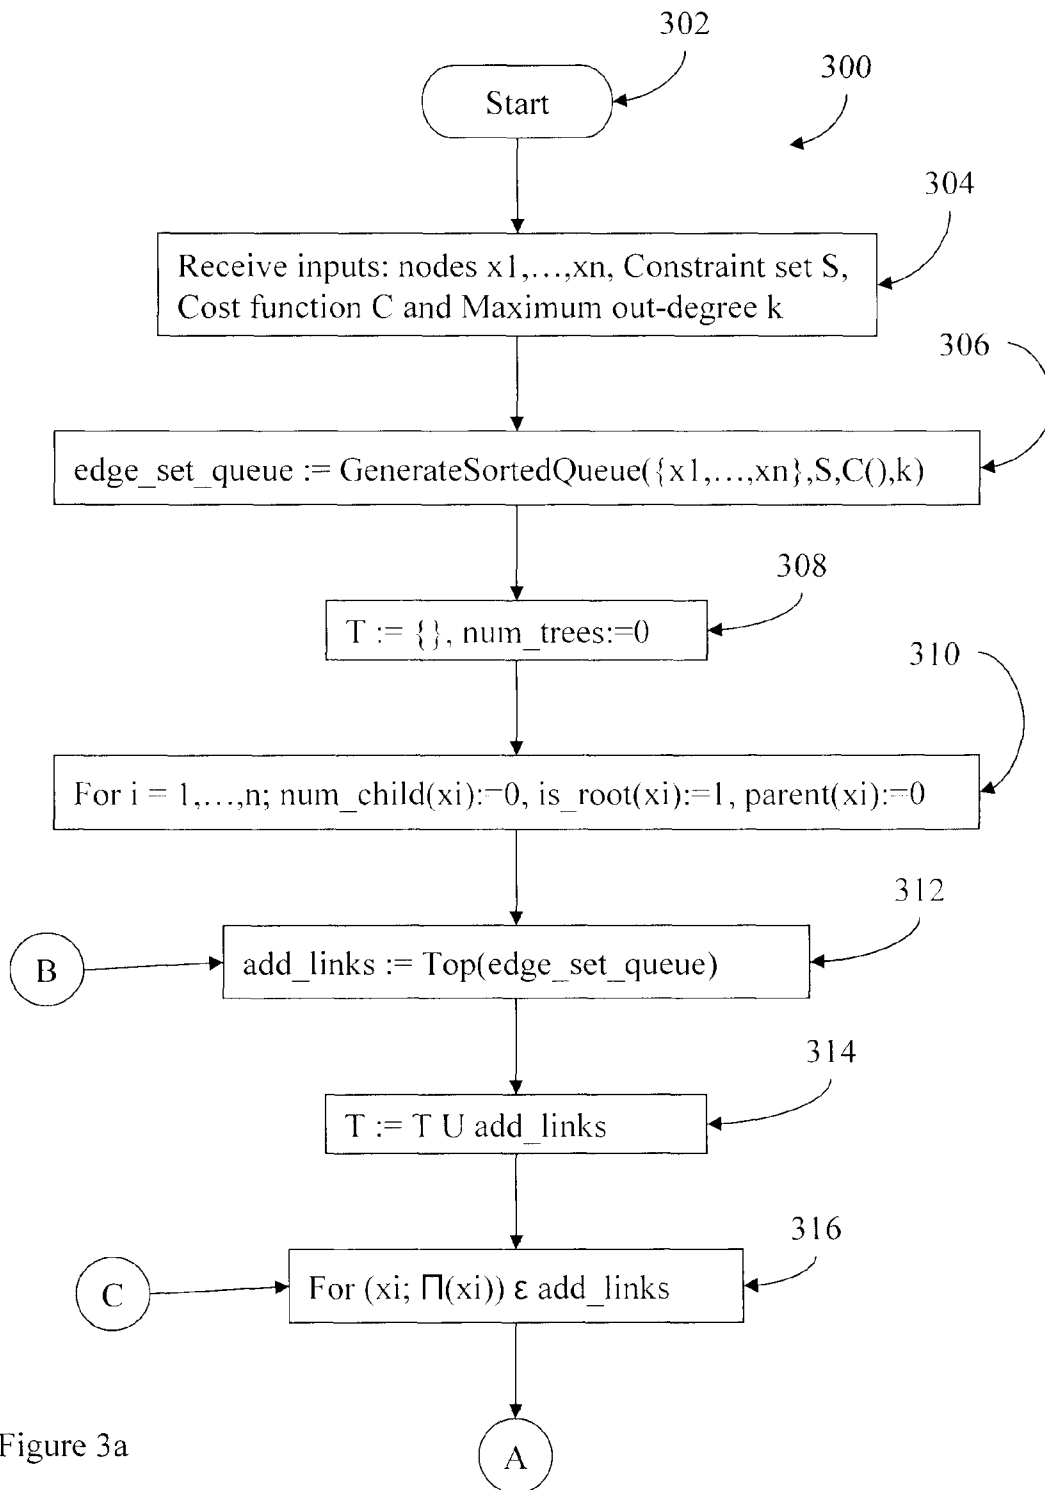 302
Start
300
304
Receive inputs: nodes x1,...,xn, Constraint set S,
Cost function C and Maximum out-degree k
306
edge_set_queue := GenerateSortedQueue({x1,...,xn},S,C(),k)
308
T := {}, num_trees:=0
310
For i = 1,...,n; num_child(xi):=0, is_root(xi):=1, parent(xi):=0
312
B
add_links := Top(edge_set_queue)
314
T := T U add_links
316
C
For (xi; Π(xi)) ε add_links
Figure 3a
A